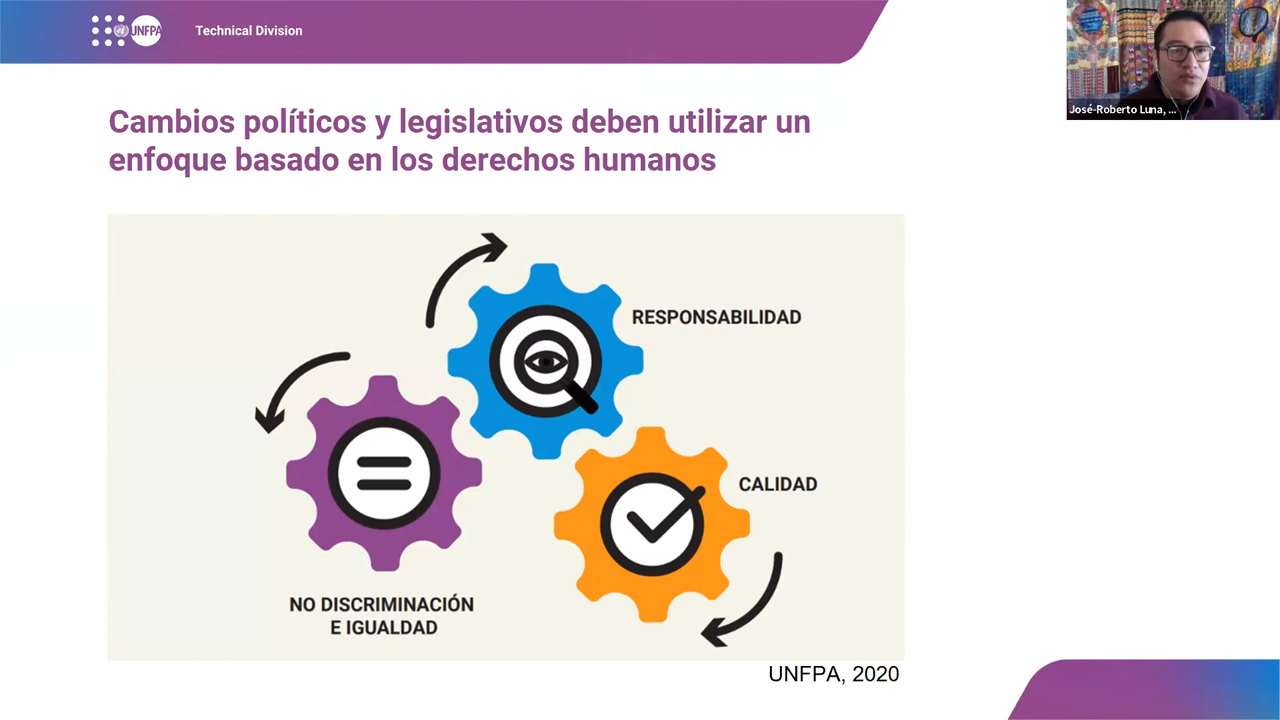 UNFPA
Technical Division
José-Roberto Luna, ...
Cambios políticos y legislativos deben utilizar un
enfoque basado en los derechos humanos
RESPONSABILIDAD
CALIDAD
NO DISCRIMINACIÓN
E IGUALDAD
UNFPA, 2020